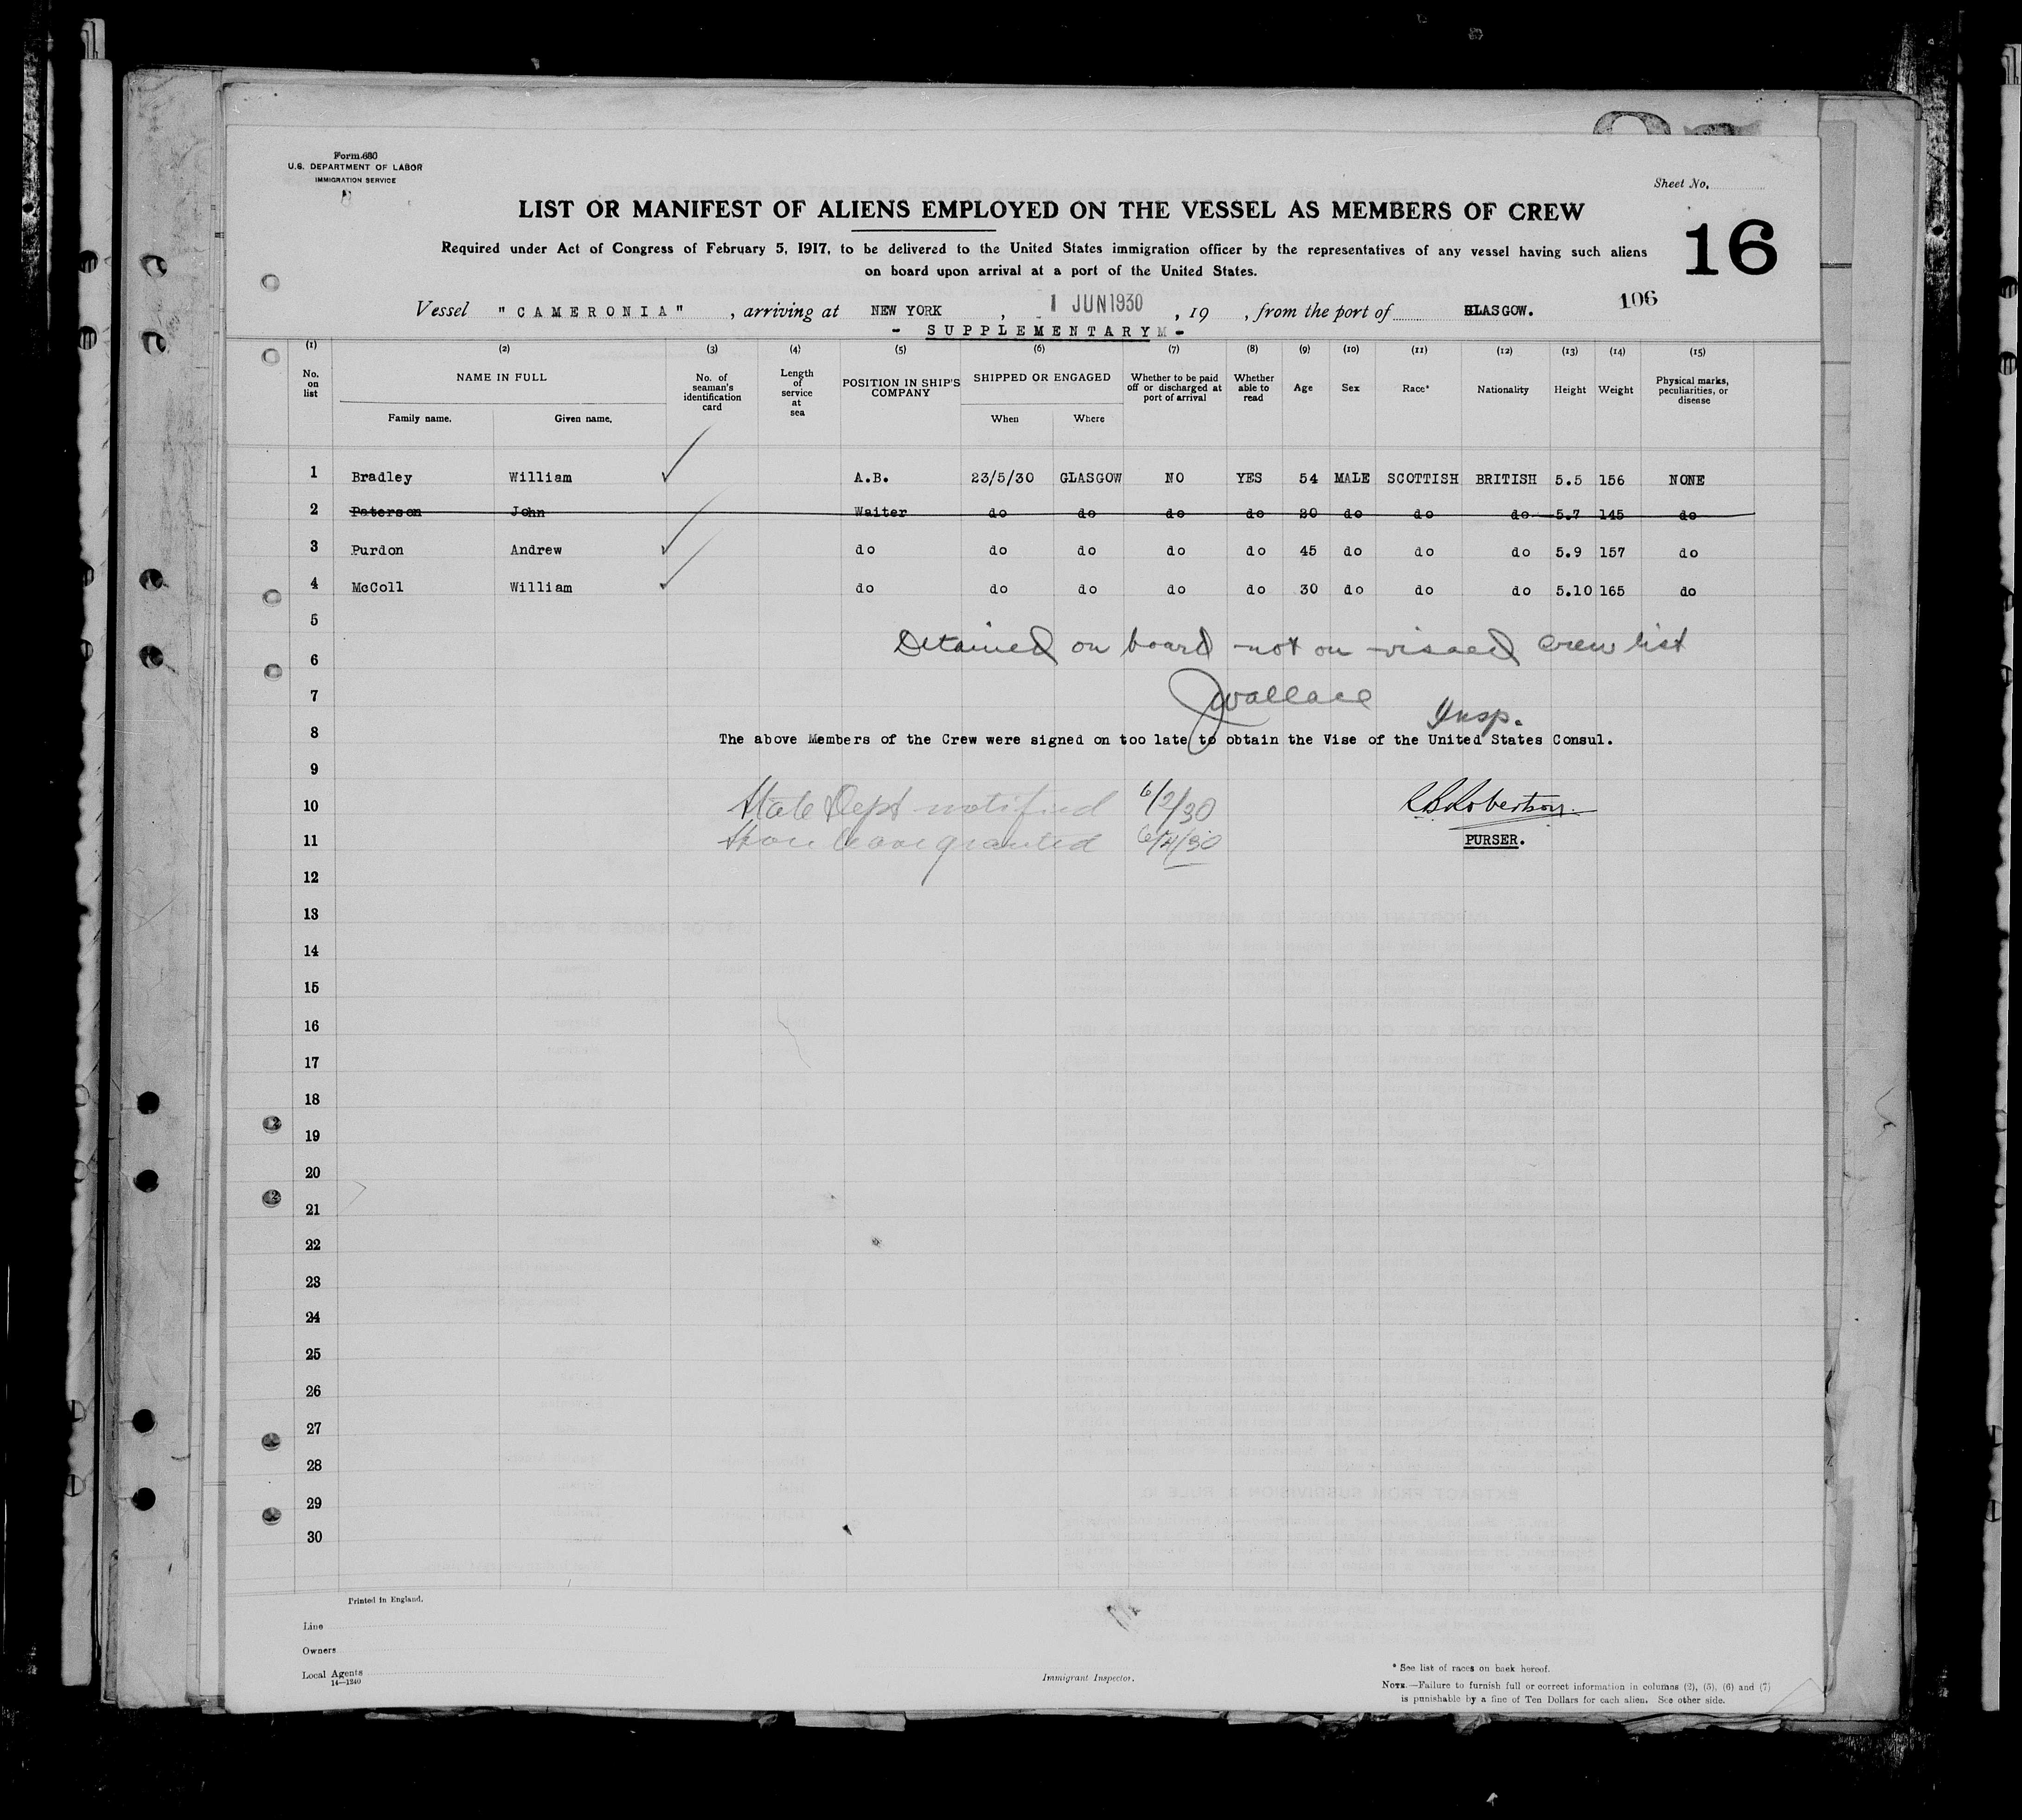 Form 680
U.S. DEPARTMENT OF LABOR
IMMIGRATION SERVICE
Sheet No.
LIST OR MANIFEST OF ALIENS EMPLOYED ON THE VESSEL AS MEMBERS OF CREW
16
Required under Act of Congress of February 5, 1917, to be delivered to the United States immigration officer by the representatives of any vessel having such aliens
on board upon arrival at a port of the United States.
106
Vessel "CAMERONIA" , arriving at NEW YORK , 1 JUN 1930 , 19 , from the port of GLASGOW.
- SUPPLEMENTARY -
(1) (2) (3) (4) (5) (6) (7) (8) (9) (10) (11) (12) (13) (14) (15)
No. on list NAME IN FULL Family name. Given name. No. of seaman's identification card Length of service at sea POSITION IN SHIP'S COMPANY SHIPPED OR ENGAGED When Where Whether to be paid off or discharged at port of arrival Whether able to read Age Sex Race* Nationality Height Weight Physical marks, peculiarities, or disease
1 Bradley William A.B. 23/5/30 GLASGOW NO YES 54 MALE SCOTTISH BRITISH 5.5 156 NONE
2 Paterson John Waiter do do do do 20 do do do 5.7 145 do
3 Purdon Andrew do do do do do 45 do do do 5.9 157 do
4 McColl William do do do do do 30 do do do 5.10 165 do
5
Detained on board not on visaed crew list
6
7 JWallace
Insp.
8 The above Members of the Crew were signed on too late to obtain the Vise of the United States Consul.
9
10 State Dept notified 6/2/30 Robertson
11 Shore leave granted PURSER.
12
13
14
15
16
17
18
19
20
21
22
23
24
25
26
27
28
29
30
Printed in England.
Line
Owners
Local Agents
14—1240
Immigrant Inspector.
* See list of races on back hereof.
NOTE.—Failure to furnish full or correct information in columns (2), (5), (6) and (7)
is punishable by a fine of Ten Dollars for each alien. See other side.